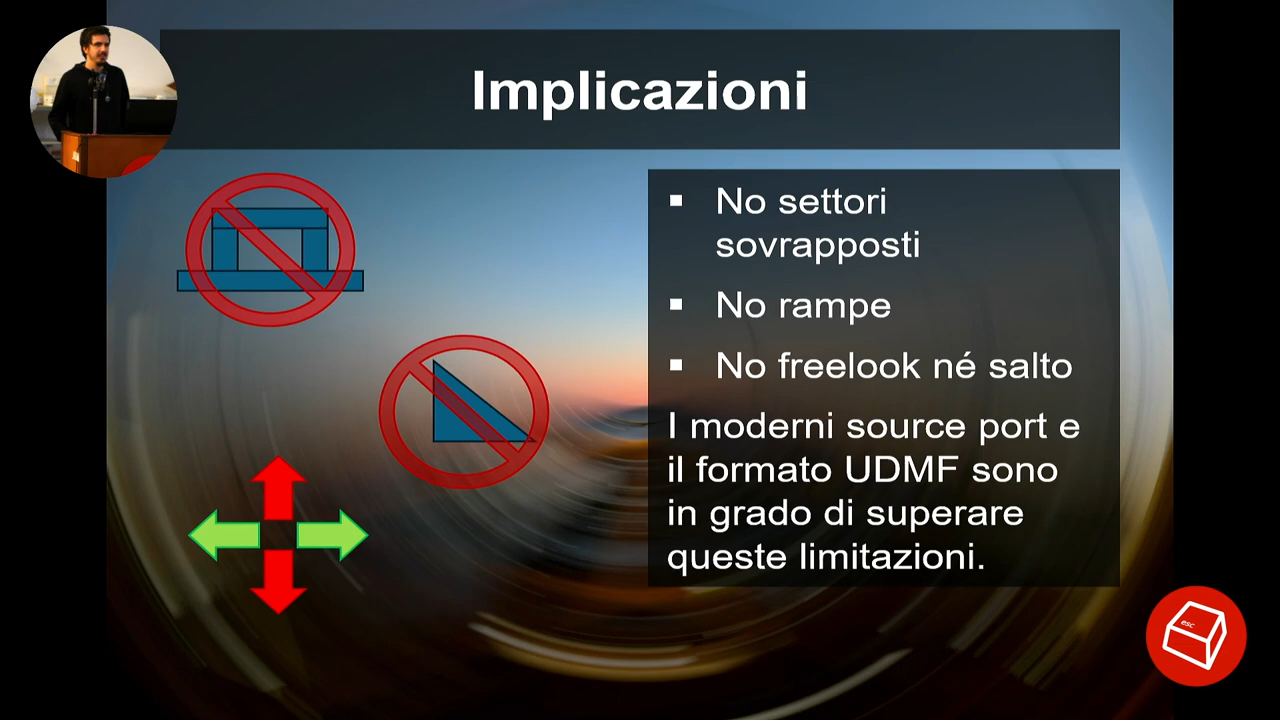 Implicazioni
▪ No settori
sovrapposti
▪ No rampe
▪ No freelook né salto
I moderni source port e
il formato UDMF sono
in grado di superare
queste limitazioni.
esc